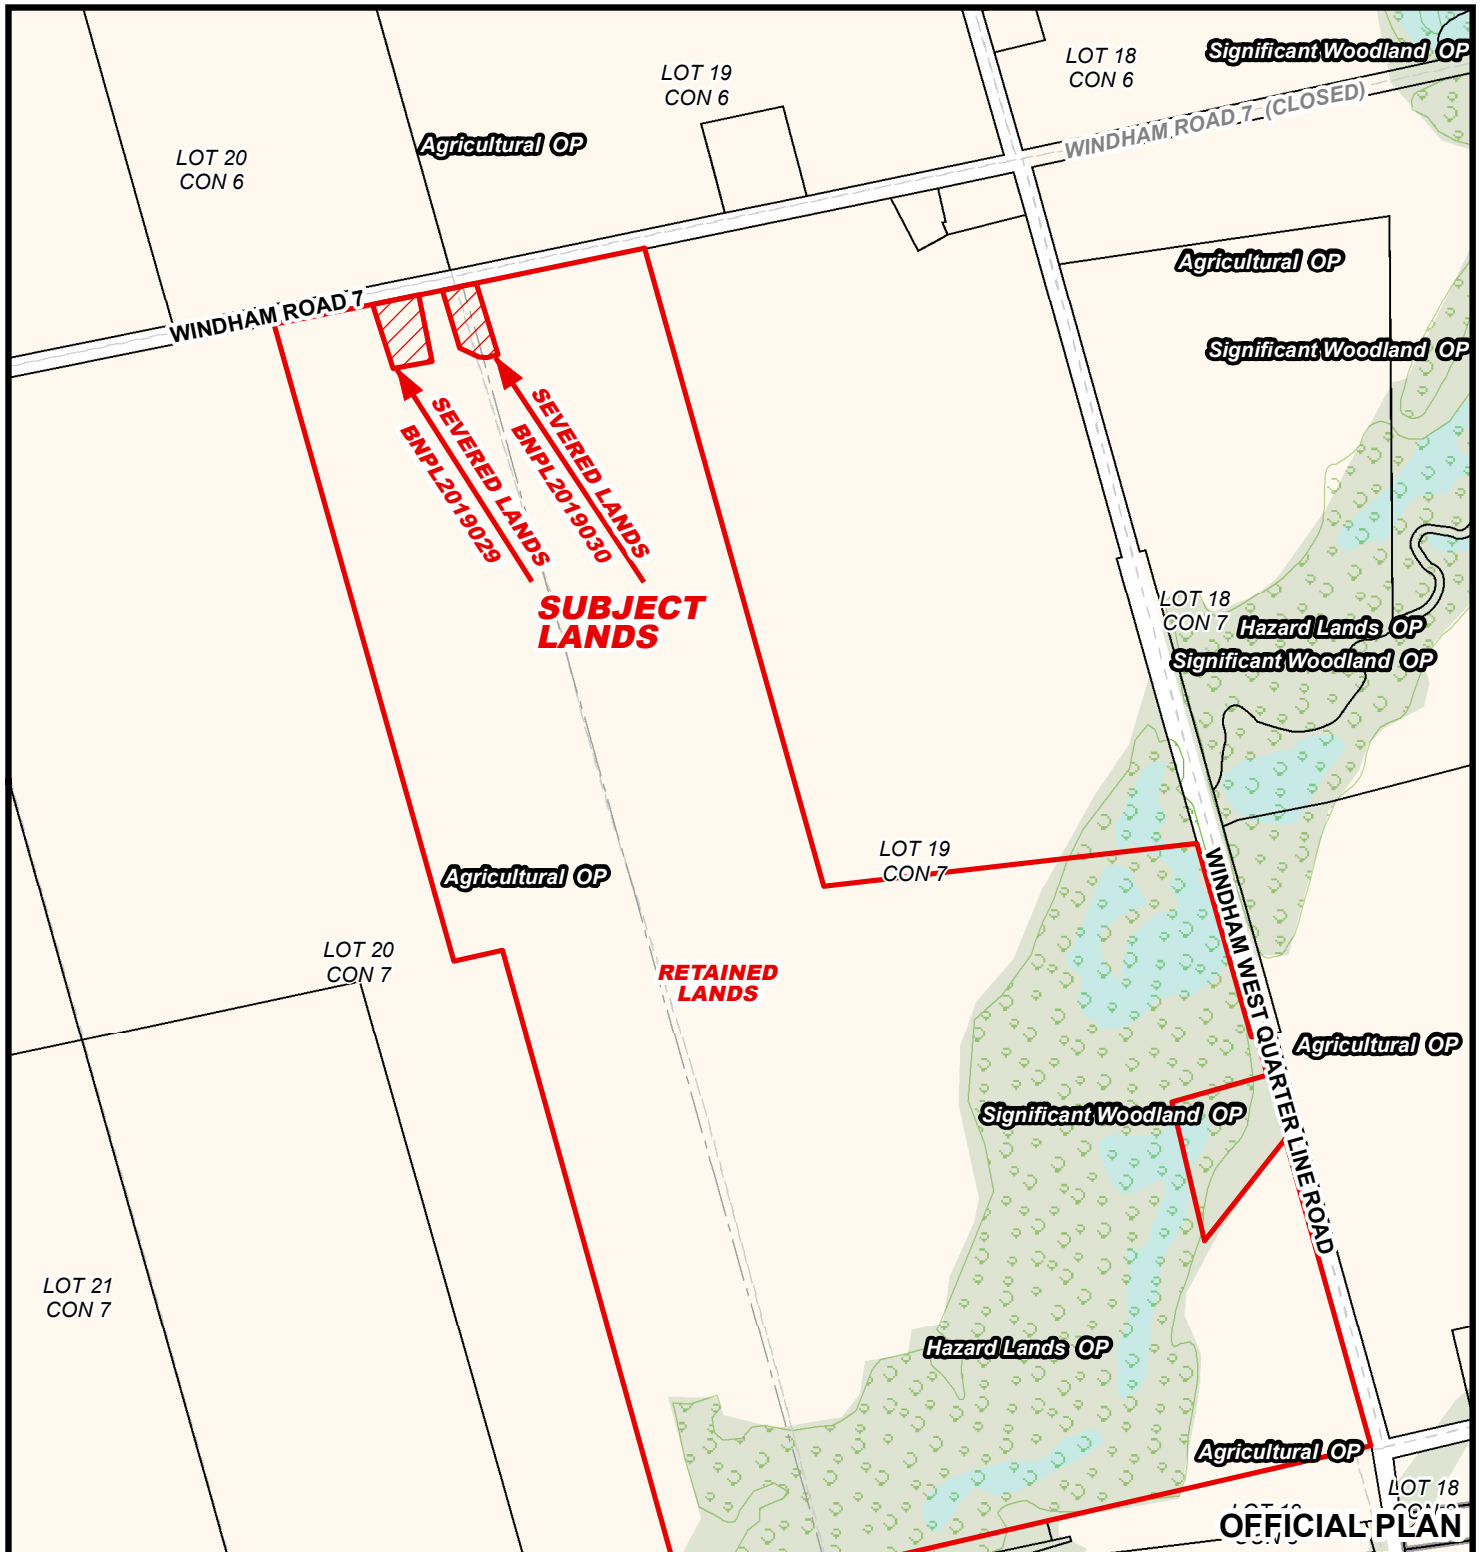 Significant Woodland OP
LOT 18
CON 6
LOT 19
CON 6
WINDHAM ROAD 7 (CLOSED)
Agricultural OP
LOT 20
CON 6
Agricultural OP
WINDHAM ROAD 7
Significant Woodland OP
SEVERED LANDS
BNPL2019029
SEVERED LANDS
BNPL2019030
SUBJECT
LANDS
LOT 18
CON 7
Hazard Lands OP
Significant Woodland OP
LOT 19
CON 7
Agricultural OP
WINDHAM WEST QUARTER LINE ROAD
LOT 20
CON 7
RETAINED
LANDS
Agricultural OP
Significant Woodland OP
LOT 21
CON 7
Hazard Lands OP
Agricultural OP
LOT 18
OFFICIAL PLAN